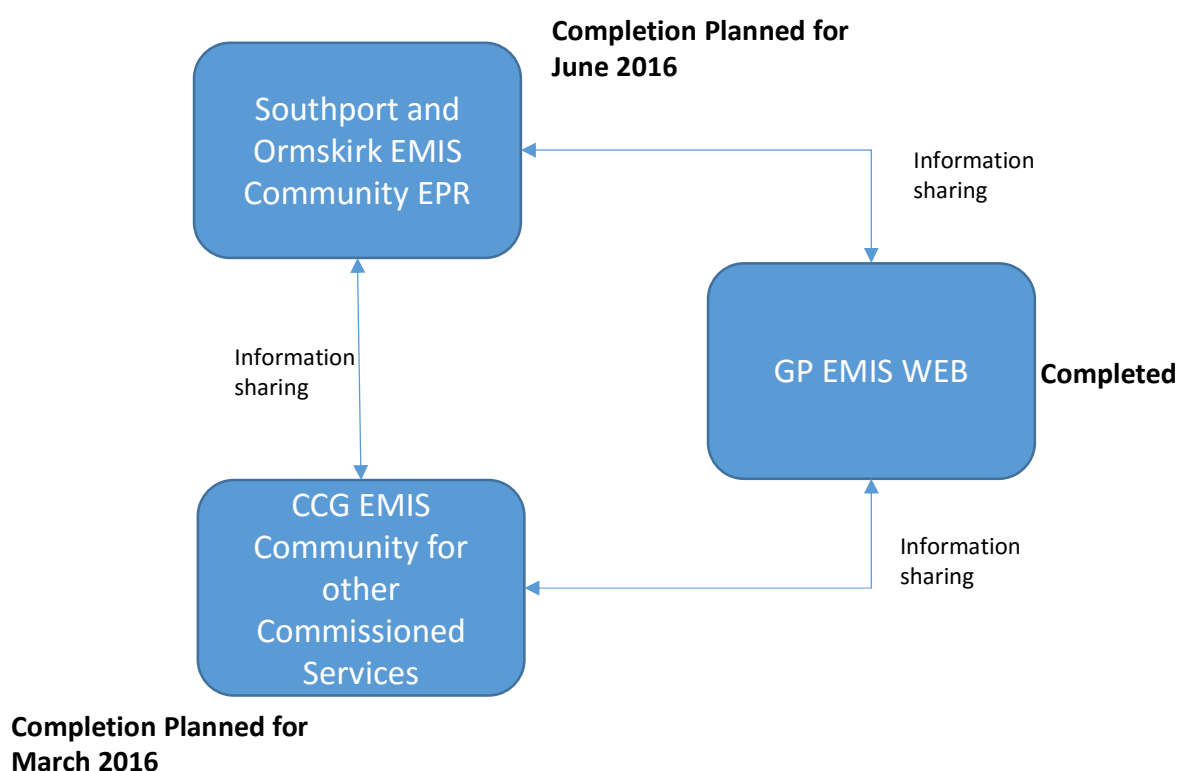 Completion Planned for
June 2016
Southport and
Ormskirk EMIS
Community EPR
Information
sharing
GP EMIS WEB
Completed
Information
sharing
CCG EMIS
Community for
other
Commissioned
Services
Information
sharing
Completion Planned for
March 2016